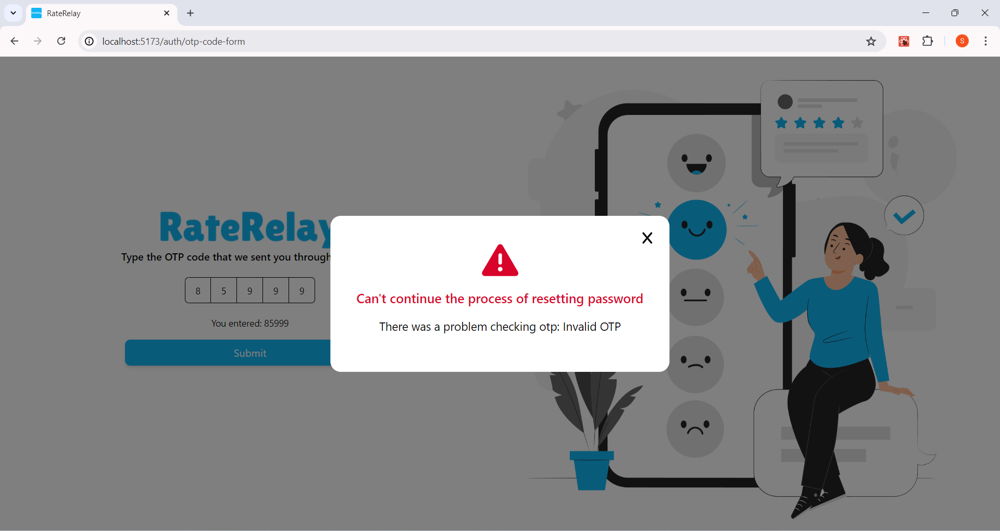 RateRelay
localhost:5173/auth/otp-code-form
S
RateRelay
Type the OTP code that we sent you through
8 5 9 9 9
You entered: 85999
Submit
X
Can't continue the process of resetting password
There was a problem checking otp: Invalid OTP